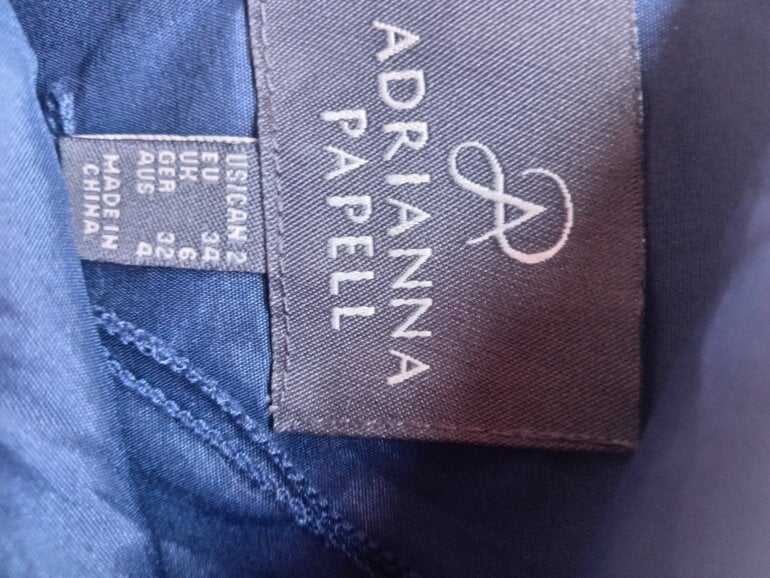 ADRIANNA
PAPELL
US/CAN 2
EU 34
UK 6
GER 32
AUS 4
MADE IN
CHINA